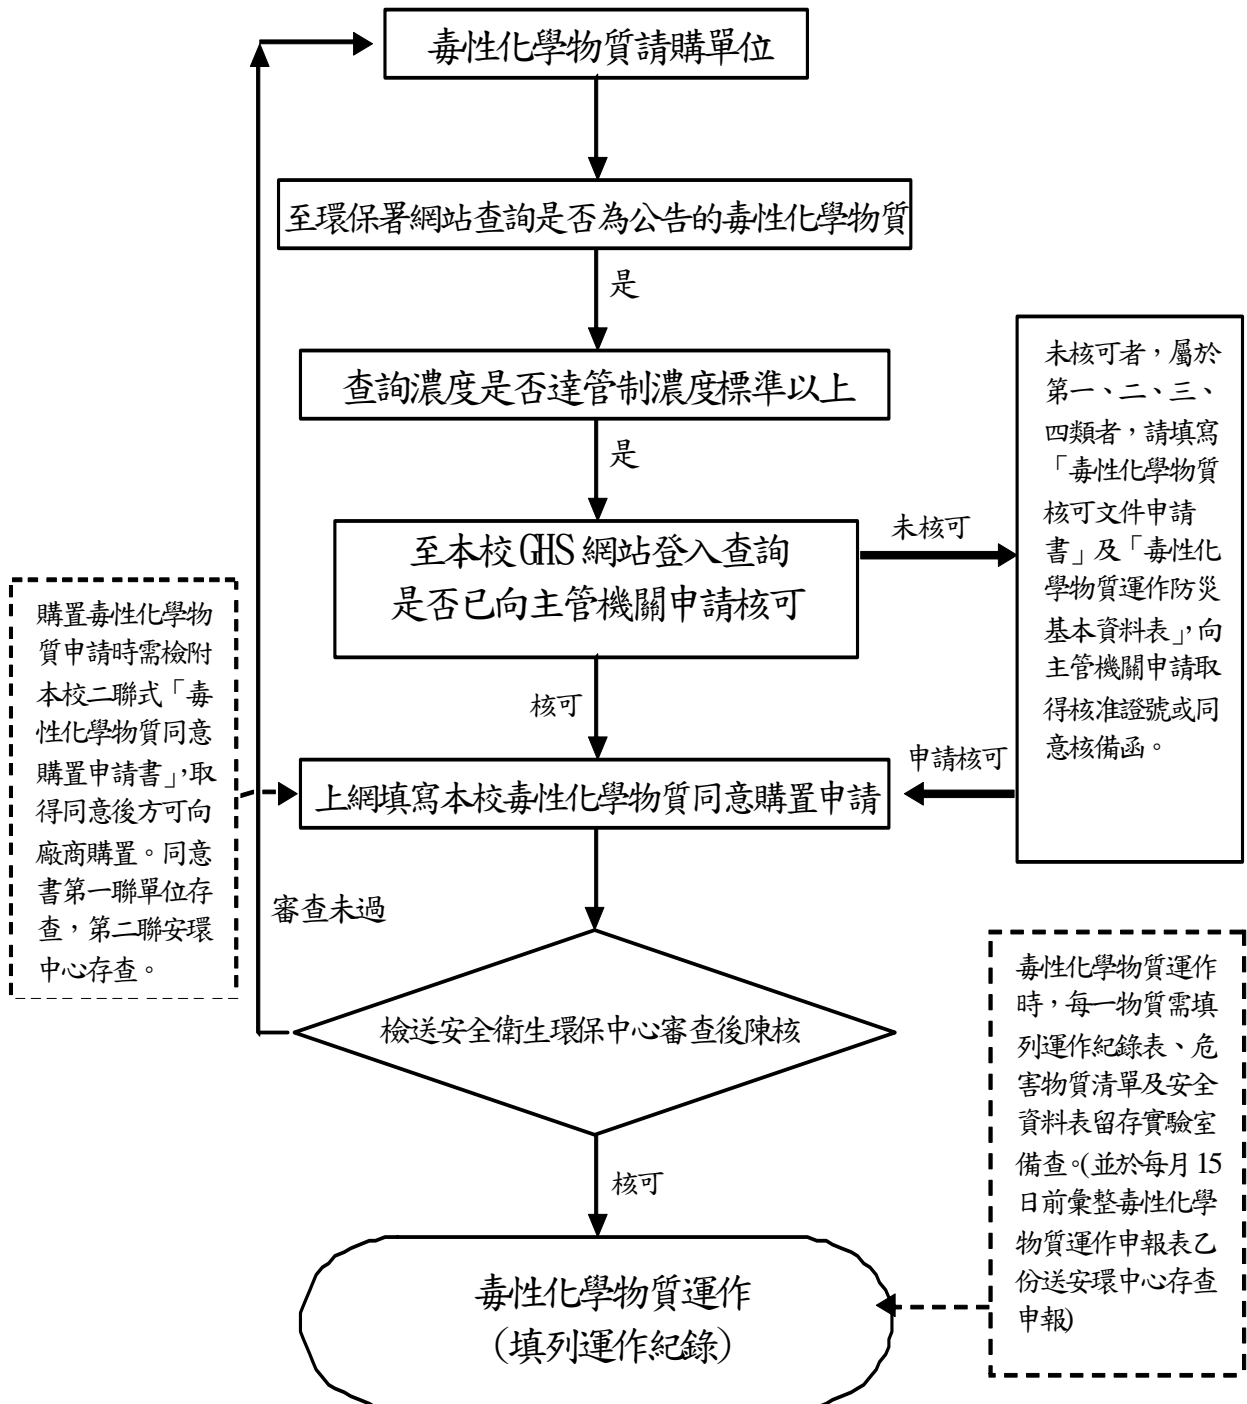 毒性化學物質請購單位
至環保署網站查詢是否為公告的毒性化學物質
是
查詢濃度是否達管制濃度標準以上
是
至本校GHS網站登入查詢
是否已向主管機關申請核可
未核可
未核可者，屬於
第一、二、三、
四類者，請填寫
「毒性化學物質
核可文件申請
書」及「毒性化
學物質運作防災
基本資料表」，向
主管機關申請取
得核准證號或同
意核備函。
核可
申請核可
購置毒性化學物
質申請時需檢附
本校二聯式「毒
性化學物質同意
購置申請書」，取
得同意後方可向
廠商購置。同意
書第一聯單位存
查，第二聯安環
中心存查。
上網填寫本校毒性化學物質同意購置申請
審查未過
檢送安全衛生環保中心審查後陳核
核可
毒性化學物質運作
時，每一物質需填
列運作紀錄表、危
害物質清單及安全
資料表留存實驗室
備查。(並於每月15
日前彙整毒性化學
物質運作申報表乙
份送安環中心存查
申報)
毒性化學物質運作
（填列運作紀錄）